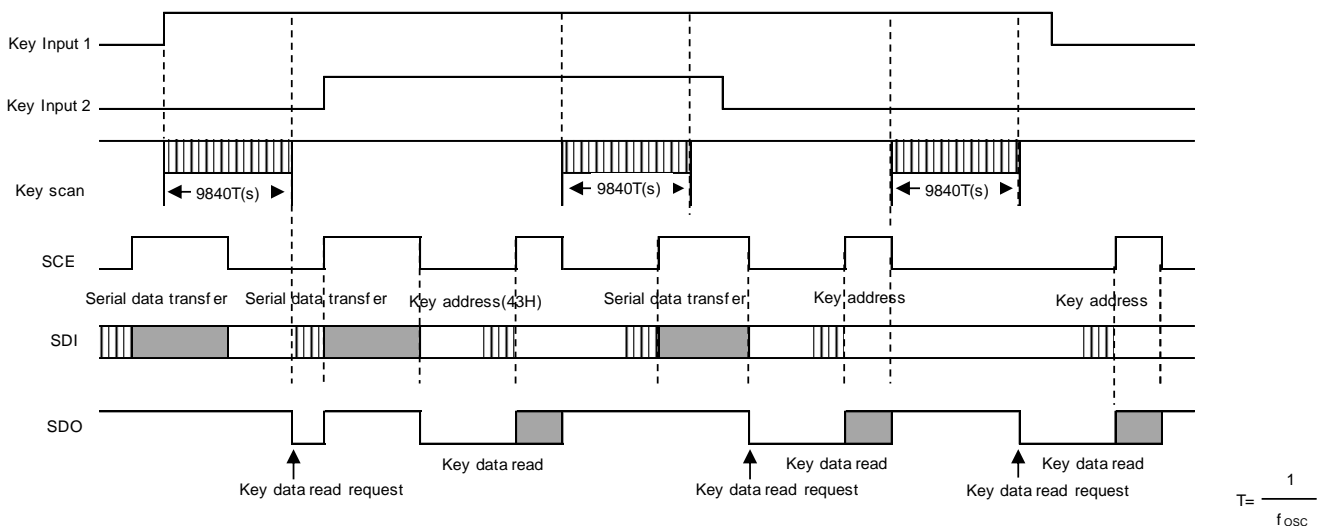 Key Input 1
Key Input 2
Key scan
9840T(s) 9840T(s) 9840T(s)
SCE
Serial data transfer Serial data transfer Key address(43H) Serial data transfer Key address Key address
SDI
SDO
Key data read Key data read Key data read
Key data read request Key data read request Key data read request
T= 1
fosc